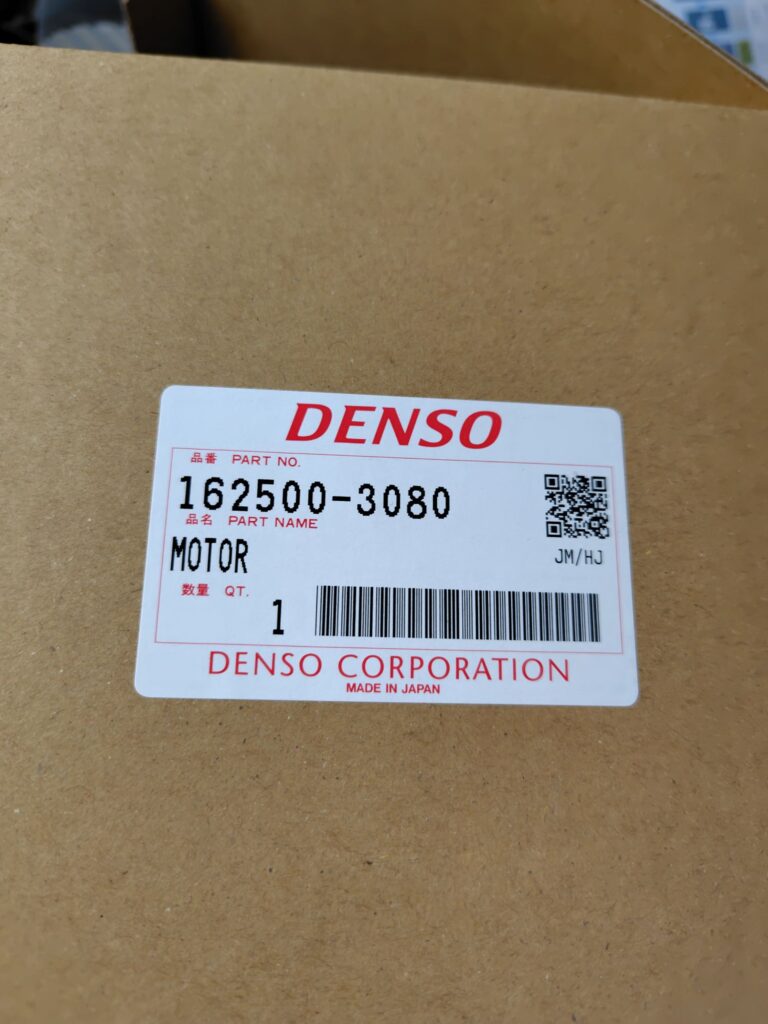 DENSO
品番 PART NO.
162500-3080
品名 PART NAME
MOTOR
JM/HJ
数量 QT.
1
DENSO CORPORATION
MADE IN JAPAN